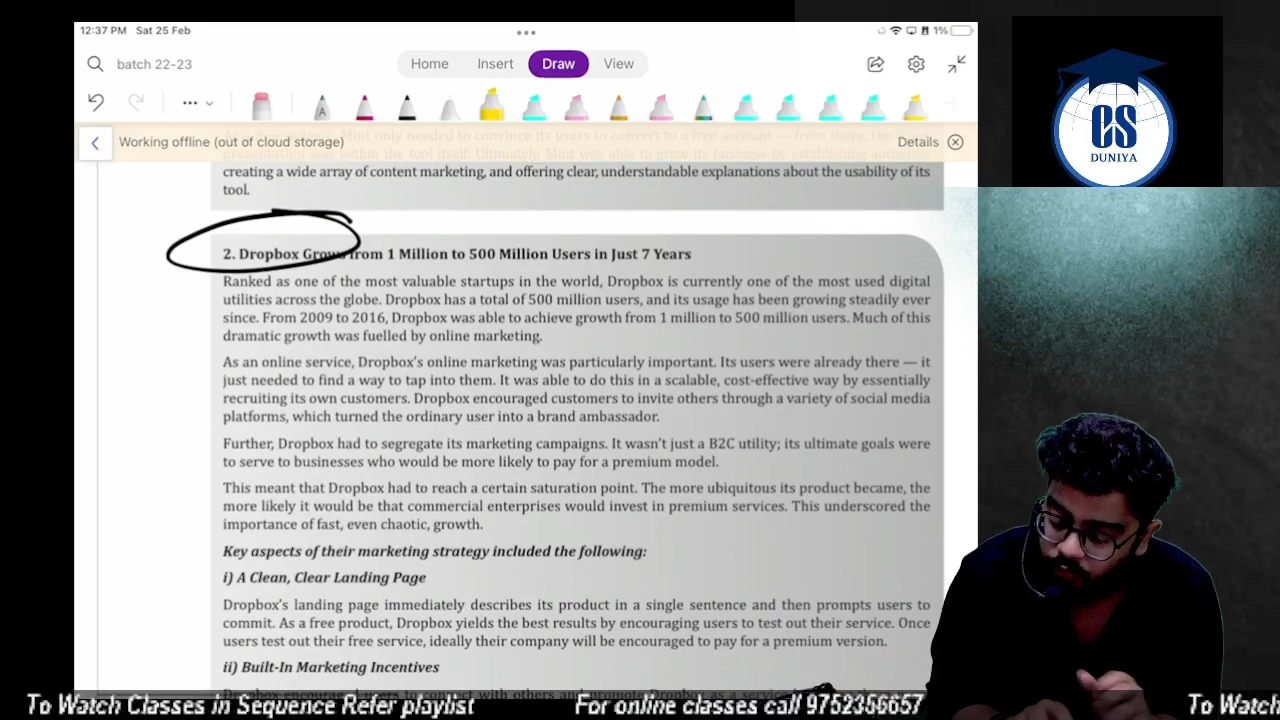 12:37 PM Sat 25 Feb
1%
batch 22-23
Home Insert Draw View
Working offline (out of cloud storage)
Details
creating a wide array of content marketing, and offering clear, understandable explanations about the usability of its
tool.
2. Dropbox Grows from 1 Million to 500 Million Users in Just 7 Years
Ranked as one of the most valuable startups in the world, Dropbox is currently one of the most used digital
utilities across the globe. Dropbox has a total of 500 million users, and its usage has been growing steadily ever
since. From 2009 to 2016, Dropbox was able to achieve growth from 1 million to 500 million users. Much of this
dramatic growth was fuelled by online marketing.
As an online service, Dropbox's online marketing was particularly important. Its users were already there — it
just needed to find a way to tap into them. It was able to do this in a scalable, cost-effective way by essentially
recruiting its own customers. Dropbox encouraged customers to invite others through a variety of social media
platforms, which turned the ordinary user into a brand ambassador.
Further, Dropbox had to segregate its marketing campaigns. It wasn't just a B2C utility; its ultimate goals were
to serve to businesses who would be more likely to pay for a premium model.
This meant that Dropbox had to reach a certain saturation point. The more ubiquitous its product became, the
more likely it would be that commercial enterprises would invest in premium services. This underscored the
importance of fast, even chaotic, growth.
Key aspects of their marketing strategy included the following:
i) A Clean, Clear Landing Page
Dropbox's landing page immediately describes its product in a single sentence and then prompts users to
commit. As a free product, Dropbox yields the best results by encouraging users to test out their service. Once
users test out their free service, ideally their company will be encouraged to pay for a premium version.
ii) Built-In Marketing Incentives
CS
DUNIYA
To Watch Classes in Sequence Refer playlist For online classes call 9752356657 To Watch